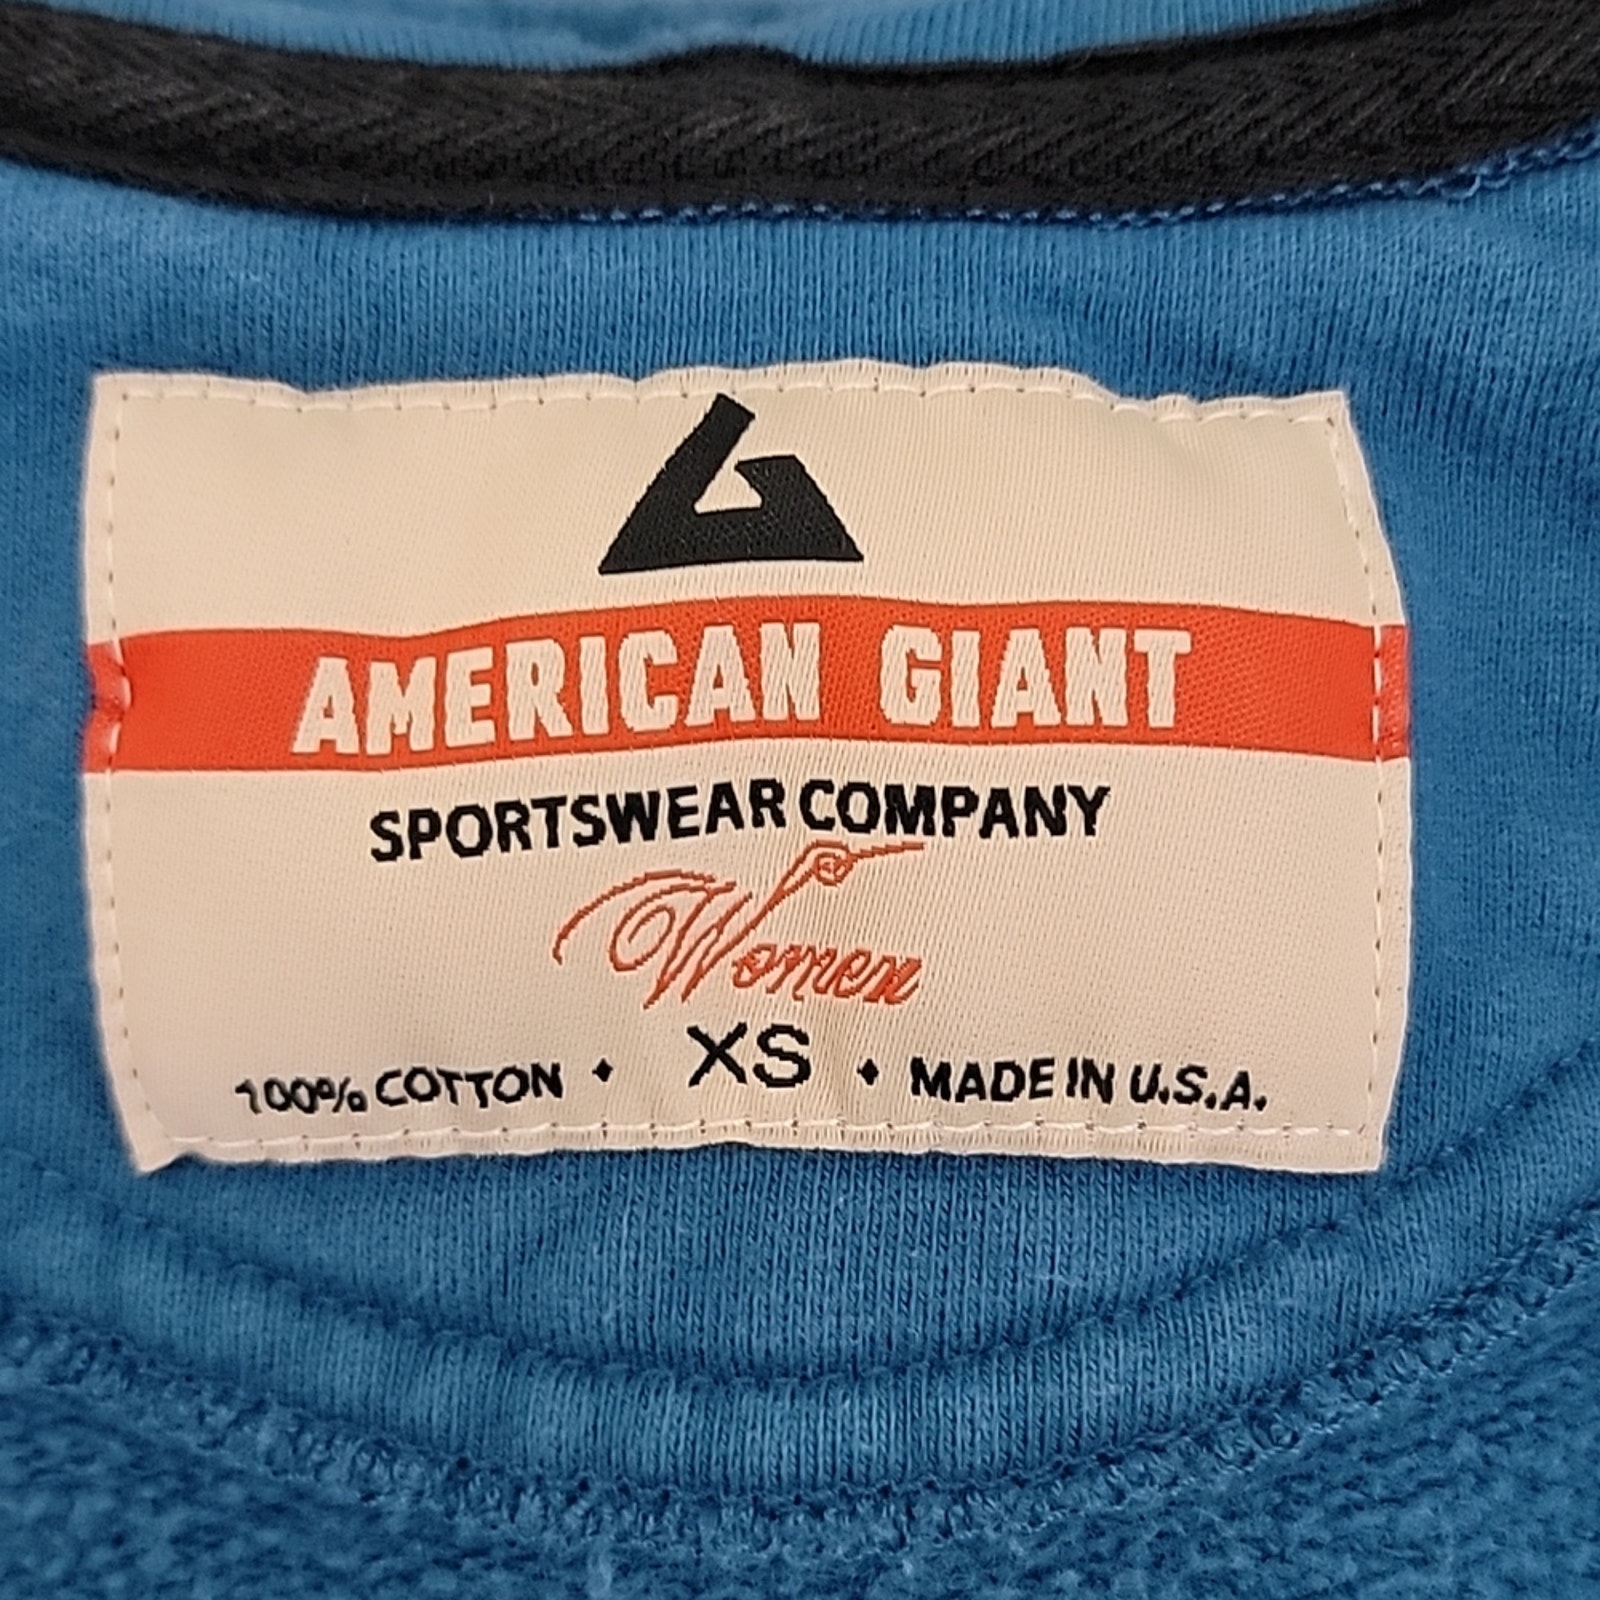 AMERICAN GIANT
SPORTSWEAR COMPANY
Women
100% COTTON • XS • MADE IN U.S.A.